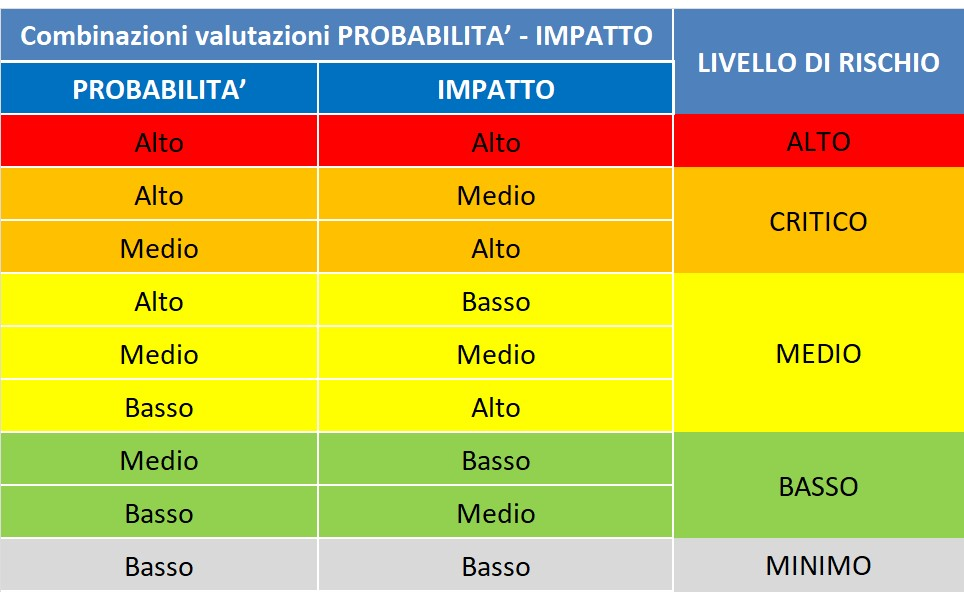 Combinazioni valutazioni PROBABILITA’ - IMPATTO
LIVELLO DI RISCHIO
PROBABILITA’ IMPATTO
Alto Alto ALTO
Alto Medio
CRITICO
Medio Alto
Alto Basso
Medio Medio MEDIO
Basso Alto
Medio Basso
BASSO
Basso Medio
Basso Basso MINIMO